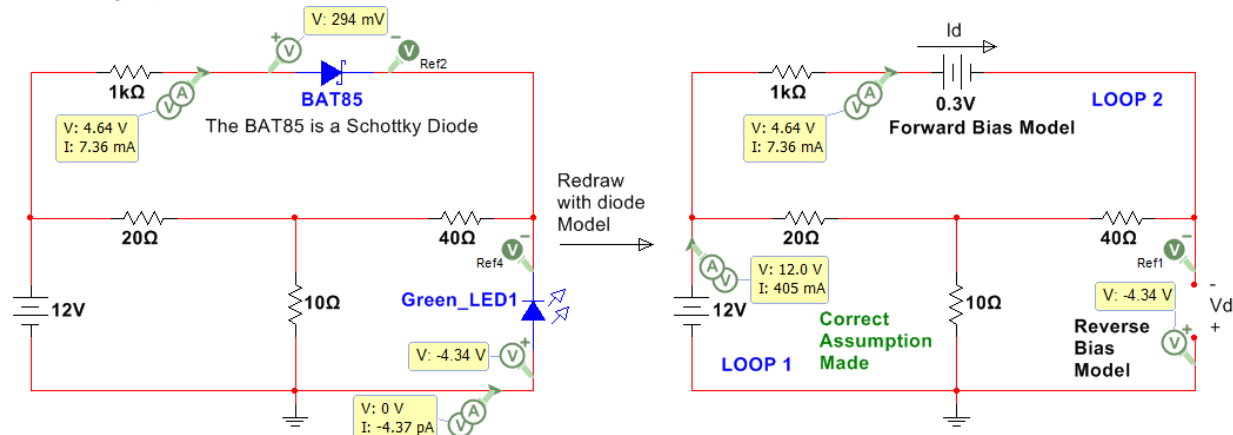 V: 294 mV
+
V
-
V
Ref2
1kΩ
A
V
V: 4.64 V
I: 7.36 mA
BAT85
The BAT85 is a Schottky Diode
20Ω
40Ω
-
V
Ref4
12V
10Ω
Green_LED1
V: -4.34 V
+
V
V: 0 V
I: -4.37 pA
A
V
Redraw
with diode
Model
Id
1kΩ
A
V
V: 4.64 V
I: 7.36 mA
0.3V
Forward Bias Model
LOOP 2
20Ω
40Ω
-
V
Ref1
A
V
V: 12.0 V
I: 405 mA
12V
10Ω
Correct
Assumption
Made
LOOP 1
V: -4.34 V
+
V
-
Vd
+
Reverse
Bias
Model